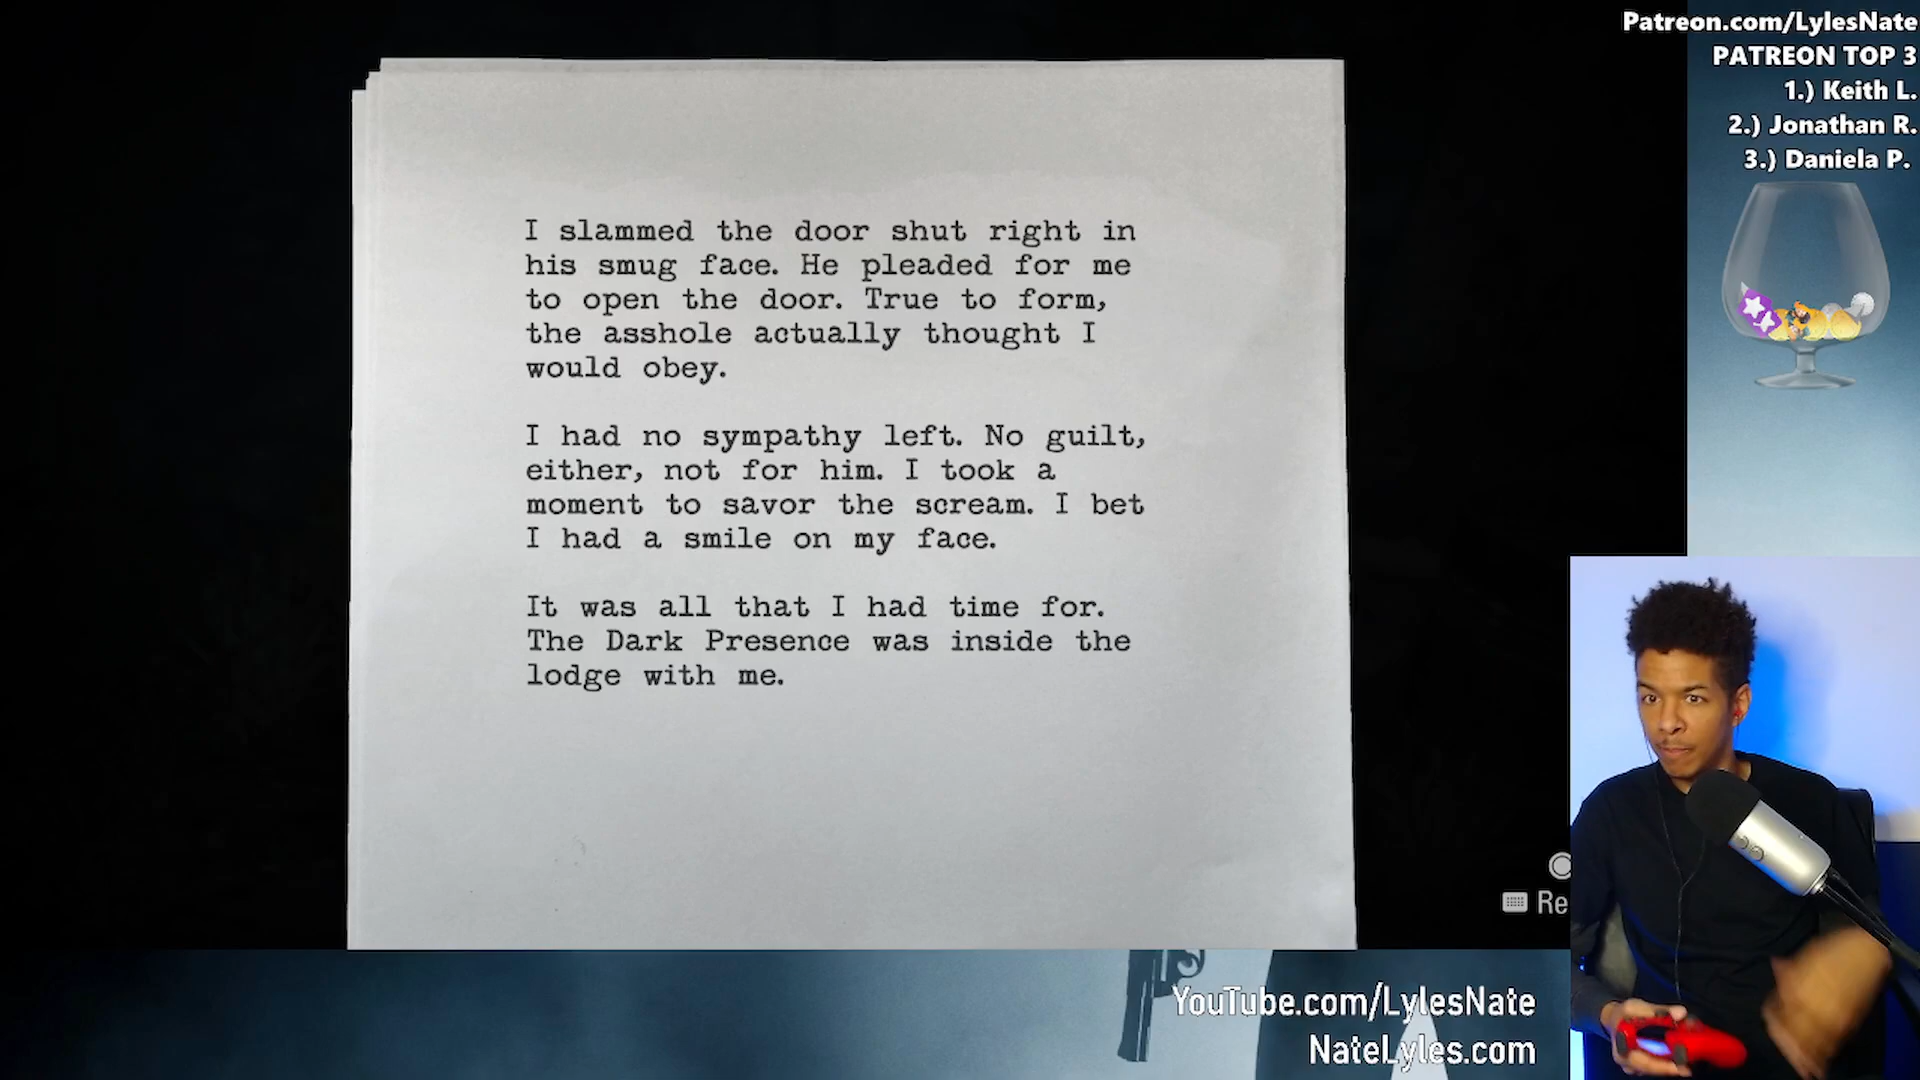 Patreon.com/LylesNate
PATREON TOP 3
1.) Keith L.
2.) Jonathan R.
3.) Daniela P.
I slammed the door shut right in
his smug face. He pleaded for me
to open the door. True to form,
the asshole actually thought I
would obey.
I had no sympathy left. No guilt,
either, not for him. I took a
moment to savor the scream. I bet
I had a smile on my face.
It was all that I had time for.
The Dark Presence was inside the
lodge with me.
Re
YouTube.com/LylesNate
NateLyles.com